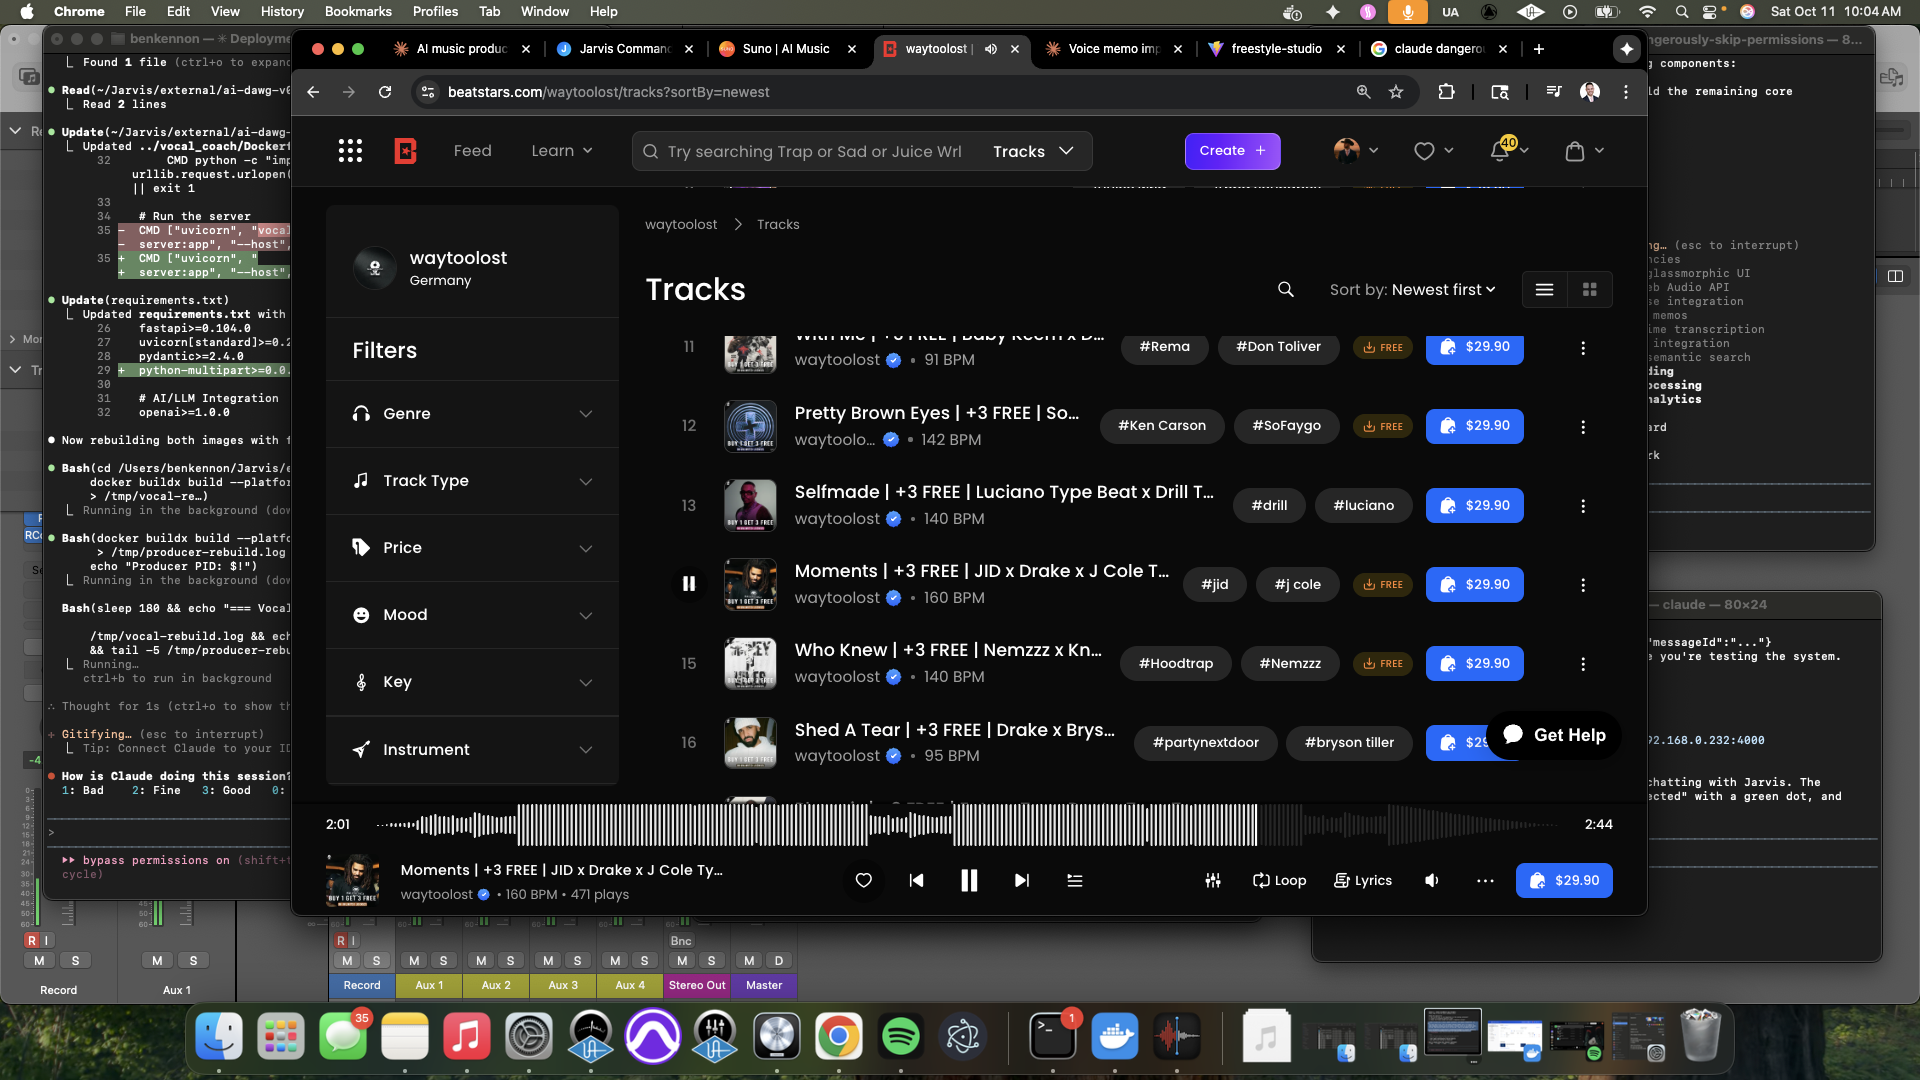 Chrome File Edit View History Bookmarks Profiles Tab Window Help UA Sat Oct 11 10:04 AM
benkennon — ✳ Deployme
Found 1 file (ctrl+o to expand
Read(~/Jarvis/external/ai-dawg-v0
Read 2 lines
Update(~/Jarvis/external/ai-dawg-
Updated ../vocal_coach/Dockerf
32 CMD python -c "imp
urllib.request.urlopen(
|| exit 1
33
34 # Run the server
35 - CMD ["uvicorn", "vocal
- server:app", "--host",
35 + CMD ["uvicorn", "
+ server:app", "--host",
Update(requirements.txt)
Updated requirements.txt with
26 fastapi>=0.104.0
27 uvicorn[standard]>=0.2
28 pydantic>=2.4.0
29 + python-multipart>=0.0.
30
31 # AI/LLM Integration
32 openai>=1.0.0
Now rebuilding both images with f
Bash(cd /Users/benkennon/Jarvis/e
docker buildx build --platfo
> /tmp/vocal-re…)
Running in the background (dow
Bash(docker buildx build --platfo
> /tmp/producer-rebuild.log
echo "Producer PID: $!")
Running in the background (dow
Bash(sleep 180 && echo "=== Vocal
/tmp/vocal-rebuild.log && ech
&& tail -5 /tmp/producer-rebu
Running…
ctrl+b to run in background
Thought for 1s (ctrl+o to show th
Gitifying… (esc to interrupt)
Tip: Connect Claude to your ID
How is Claude doing this session?
1: Bad 2: Fine 3: Good 0:
>
bypass permissions on (shift+t
cycle)
AI music produc
Jarvis Comman
Suno | AI Music
waytoolost |
Voice memo imp
freestyle-studio
claude dangerou
beatstars.com/waytoolost/tracks?sortBy=newest
Feed
Learn
Try searching Trap or Sad or Juice Wrl
Tracks
Create +
40
waytoolost
Germany
Filters
Genre
Track Type
Price
Mood
Key
Instrument
waytoolost > Tracks
Tracks
Sort by: Newest first
11 With Me | +3 FREE | Baby Keem x D...
waytoolost • 91 BPM
#Rema #Don Toliver FREE $29.90
12 Pretty Brown Eyes | +3 FREE | So...
waytoolo... • 142 BPM
#Ken Carson #SoFaygo FREE $29.90
13 Selfmade | +3 FREE | Luciano Type Beat x Drill T...
waytoolost • 140 BPM
#drill #luciano $29.90
Moments | +3 FREE | JID x Drake x J Cole T...
waytoolost • 160 BPM
#jid #j cole FREE $29.90
15 Who Knew | +3 FREE | Nemzzz x Kn...
waytoolost • 140 BPM
#Hoodtrap #Nemzzz FREE $29.90
16 Shed A Tear | +3 FREE | Drake x Brys...
waytoolost • 95 BPM
#partynextdoor #bryson tiller $29
Get Help
2:01
2:44
Moments | +3 FREE | JID x Drake x J Cole Ty...
waytoolost • 160 BPM • 471 plays
Loop
Lyrics
$29.90
ngerously-skip-permissions — 8...
g components:
ld the remaining core
g… (esc to interrupt)
cies
glassmorphic UI
eb Audio API
se integration
memos
ime transcription
integration
semantic search
ding
ocessing
nalytics
ard
rk
— claude — 80×24
"messageId":"..."}
e you're testing the system.
92.168.0.232:4000
chatting with Jarvis. The
ected" with a green dot, and
R I
M S
Record
M S
Aux 1
R I
Bnc
M S M S M S M S M S M S M D
Record Aux 1 Aux 2 Aux 3 Aux 4 Stereo Out Master
35
1